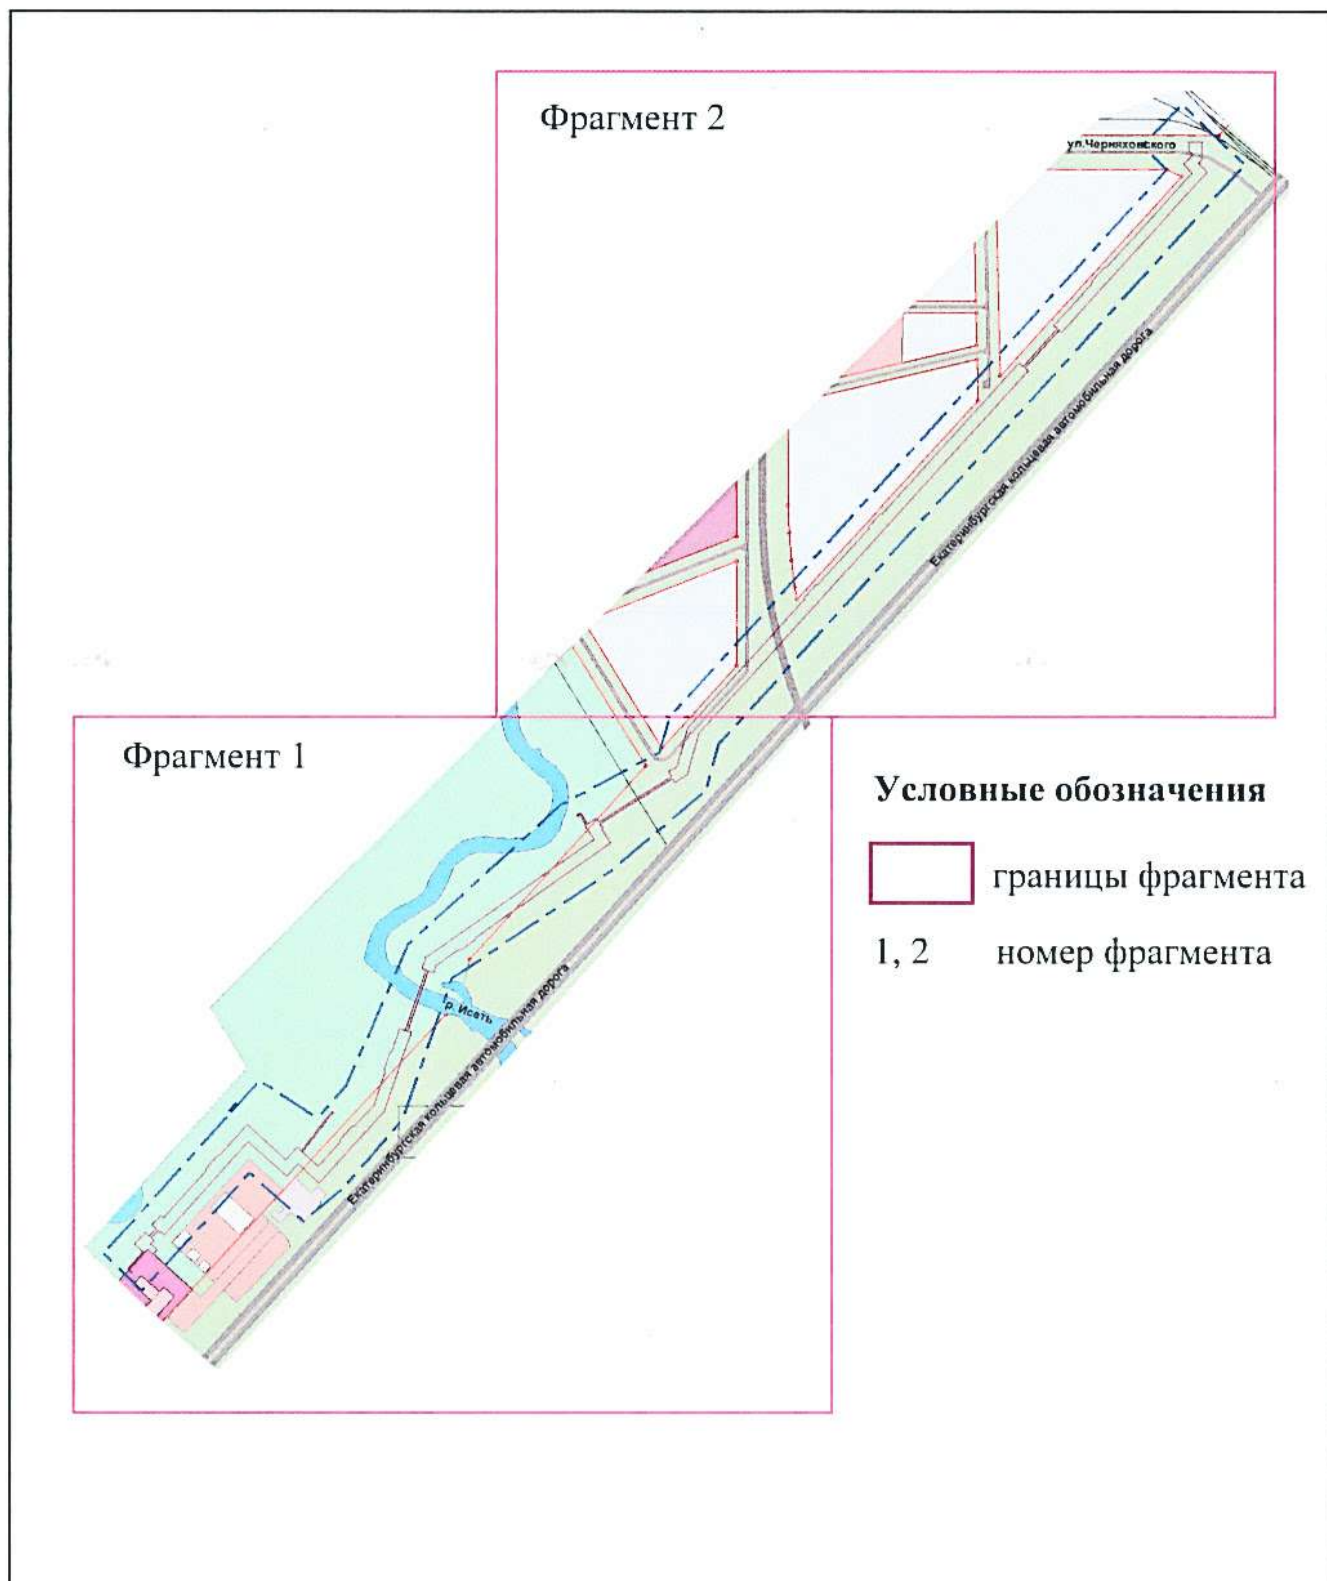 Фрагмент 2
ул.Черняховского
Екатеринбургская кольцевая автомобильная дорога
Фрагмент 1
Условные обозначения
границы фрагмента
1, 2 номер фрагмента
р. Исеть
Екатеринбургская кольцевая автомобильная дорога